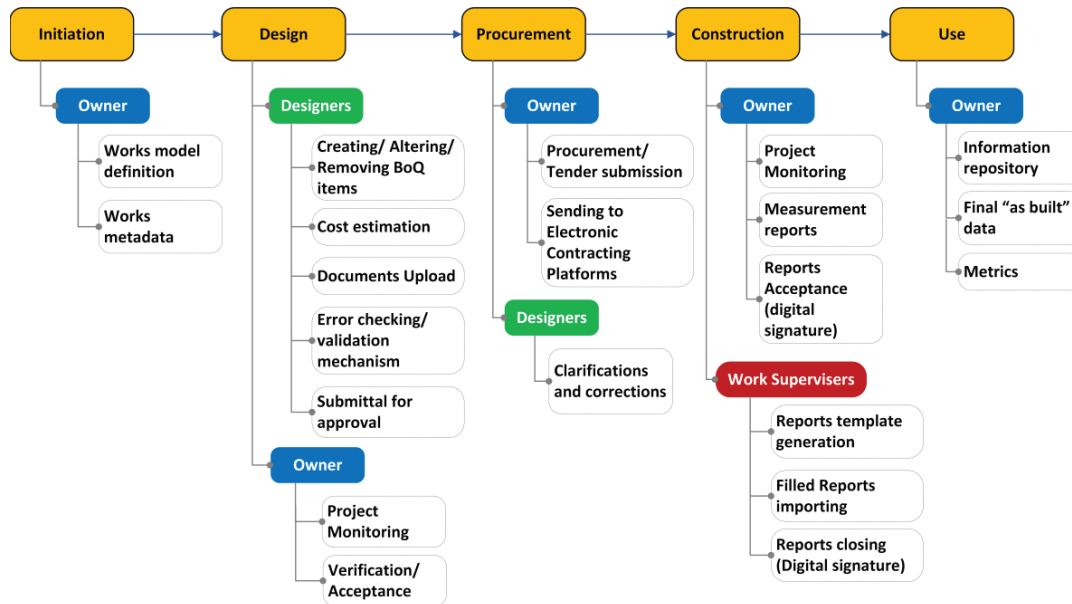 Initiation
Design
Procurement
Construction
Use
Owner
Works model
definition
Works
metadata
Designers
Creating/ Altering/
Removing BoQ
items
Cost estimation
Documents Upload
Error checking/
validation
mechanism
Submittal for
approval
Owner
Project
Monitoring
Verification/
Acceptance
Owner
Procurement/
Tender submission
Sending to
Electronic
Contracting
Platforms
Designers
Clarifications
and corrections
Owner
Project
Monitoring
Measurement
reports
Reports
Acceptance
(digital
signature)
Work Supervisers
Reports template
generation
Filled Reports
importing
Reports closing
(Digital signature)
Owner
Information
repository
Final “as built”
data
Metrics